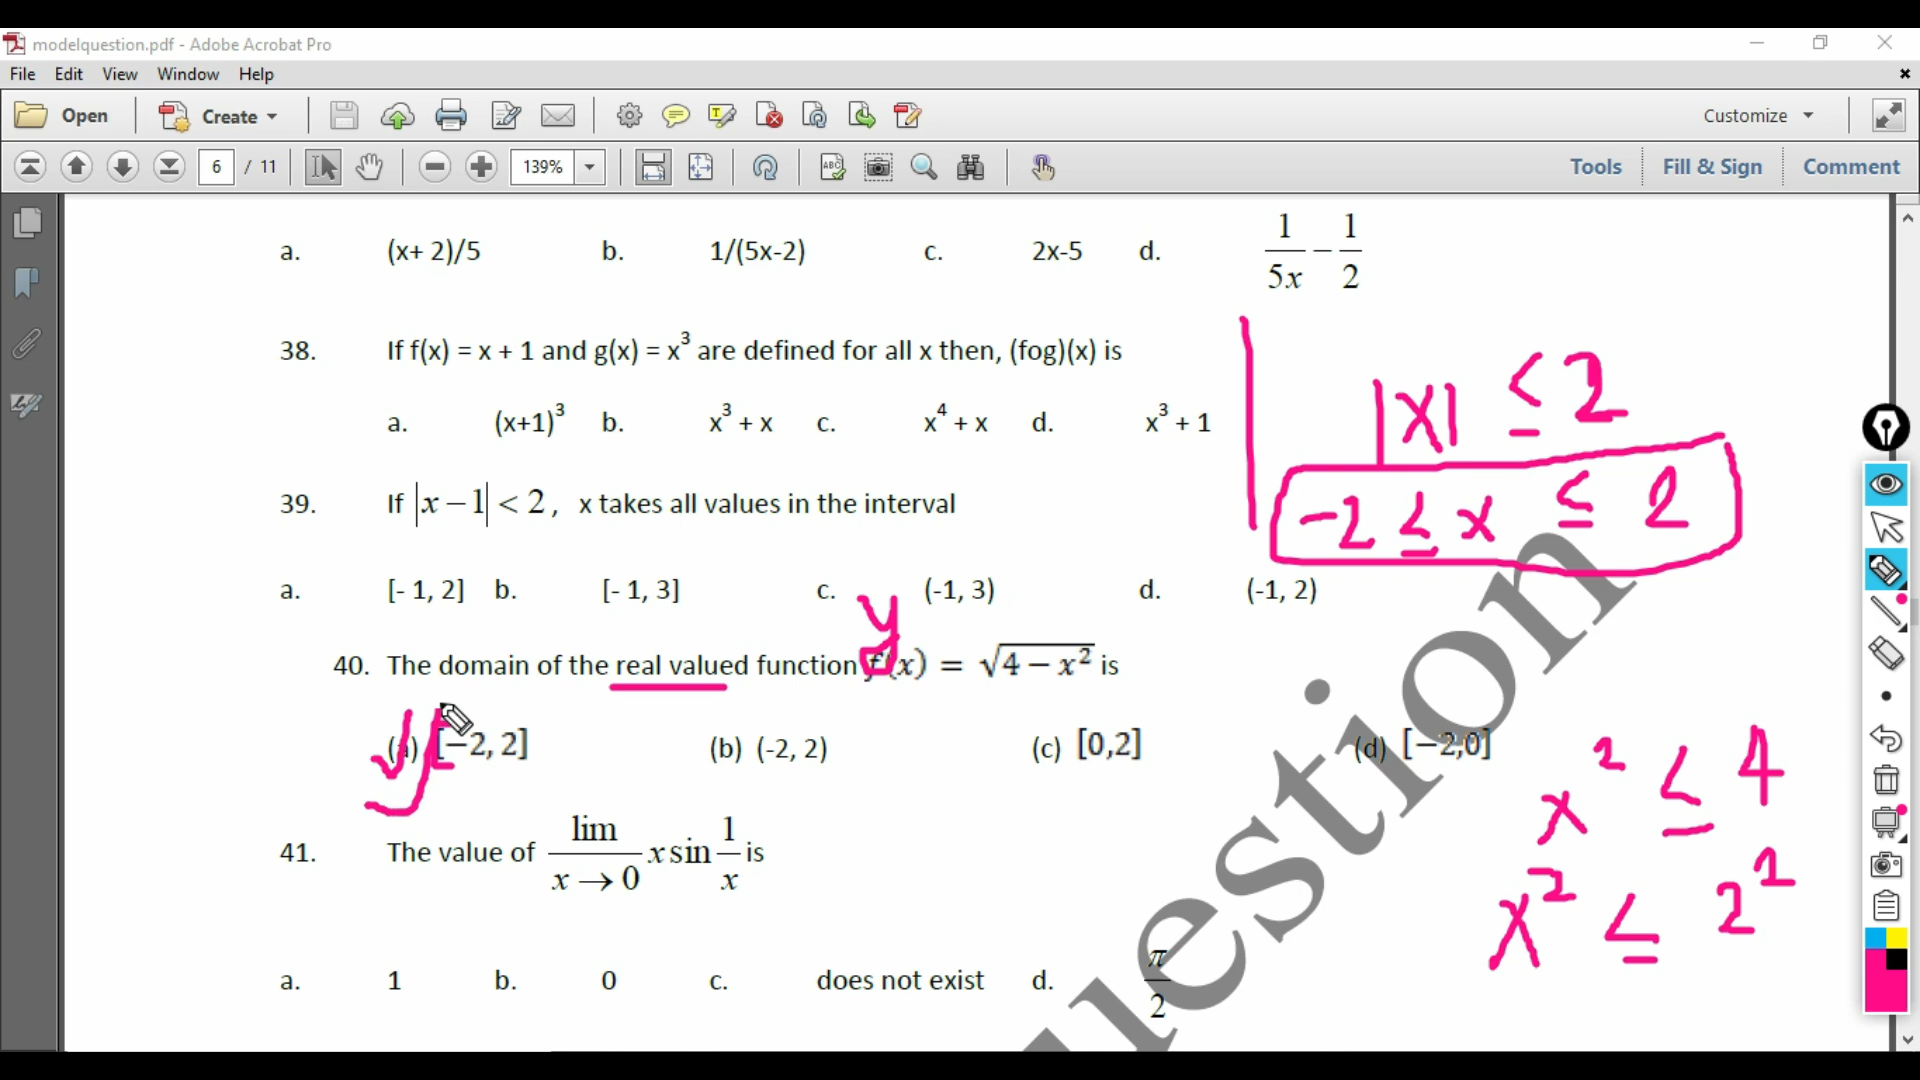 modelquestion.pdf - Adobe Acrobat Pro
File Edit View Window Help
Open Create Customize
6 / 11 139% Tools Fill & Sign Comment
a. (x+ 2)/5 b. 1/(5x-2) c. 2x-5 d. 1/5x − 1/2
38. If f(x) = x + 1 and g(x) = x³ are defined for all x then, (fog)(x) is
|x| ≤ 2
a. (x+1)³ b. x³ + x c. x⁴ + x d. x³ + 1
-2 ≤ x ≤ 2
39. If |x − 1| < 2, x takes all values in the interval
a. [- 1, 2] b. [- 1, 3] c. (-1, 3) d. (-1, 2)
y
40. The domain of the real valued function f(x) = √(4 − x²) is
(a) [−2, 2] (b) (-2, 2) (c) [0,2] (d) [−2,0]
x² ≤ 4
41. The value of lim x→0 x sin 1/x is
x² ≤ 2²
a. 1 b. 0 c. does not exist d. π/2
uestion